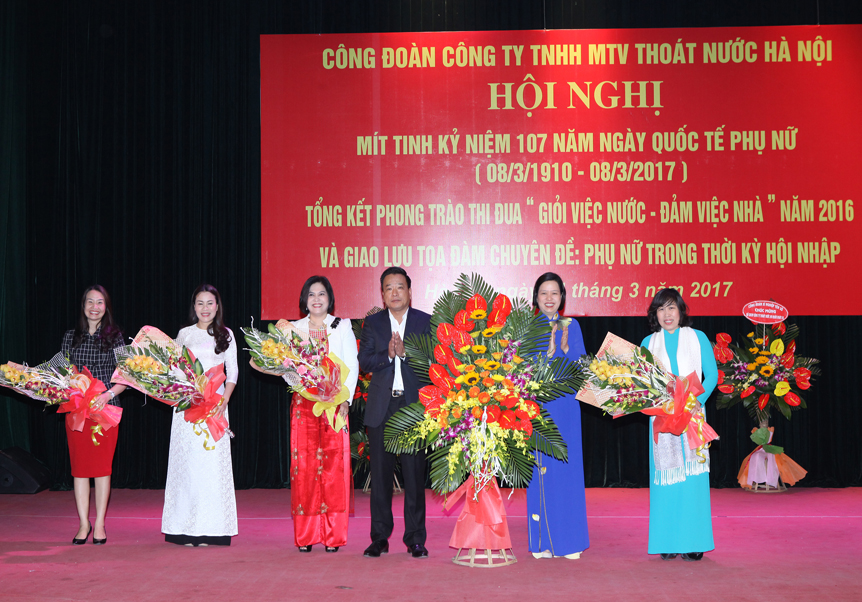 CÔNG ĐOÀN CÔNG TY TNHH MTV THOÁT NƯỚC HÀ NỘI
HỘI NGHỊ
MÍT TINH KỶ NIỆM 107 NĂM NGÀY QUỐC TẾ PHỤ NỮ
( 08/3/1910 - 08/3/2017 )
TỔNG KẾT PHONG TRÀO THI ĐUA “ GIỎI VIỆC NƯỚC - ĐẢM VIỆC NHÀ ” NĂM 2016
VÀ GIAO LƯU TỌA ĐÀM CHUYÊN ĐỀ: PHỤ NỮ TRONG THỜI KỲ HỘI NHẬP
ngày tháng 3 năm 2017
CHÚC MỪNG